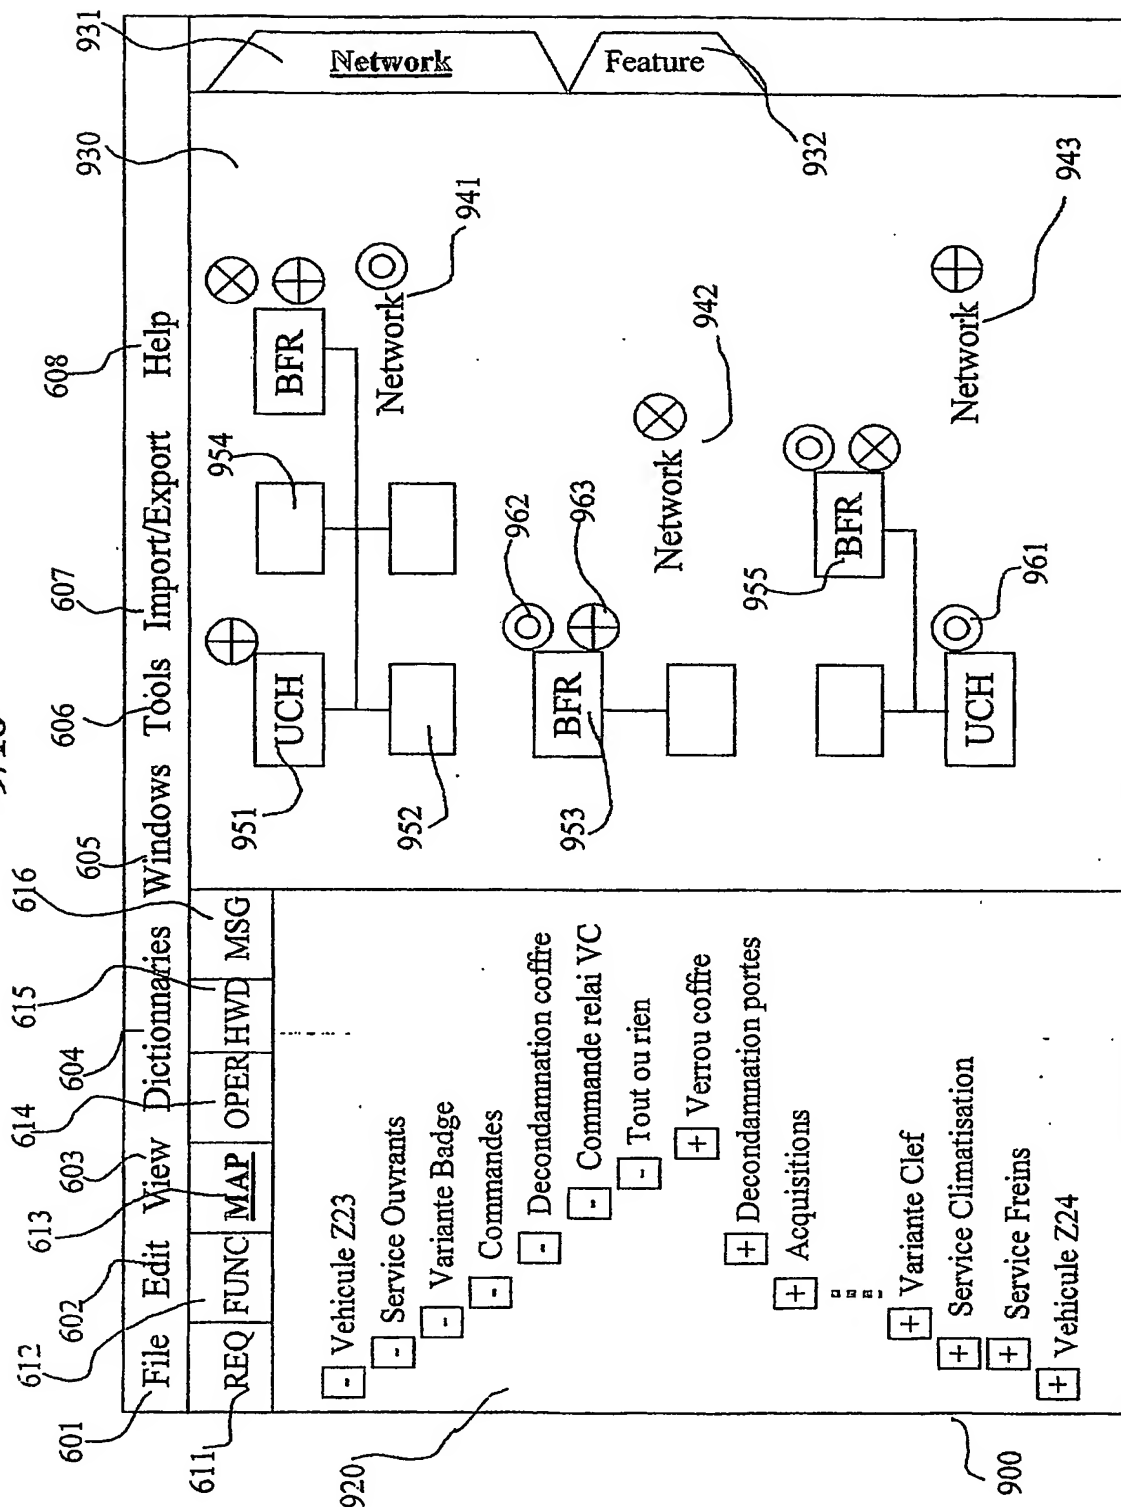 601 602 603 604 605 606 607 608
File Edit View Dictionnaries Windows Tools Import/Export Help
611 612 613 614 615 616
REQ FUNC MAP OPER HWD MSG
920
- Vehicule Z23
- Service Ouvrants
- Variante Badge
- Commandes
- Decondamnation coffre
- Commande relai VC
- Tout ou rien
+ Verrou coffre
+ Decondamnation portes
+ Acquisitions
+ Variante Clef
+ Service Climatisation
+ Service Freins
+ Vehicule Z24
900
930
931
Network
Feature
932
951
UCH
954
BFR
952
Network
941
953
BFR
962
963
Network
942
955
BFR
UCH
961
Network
943